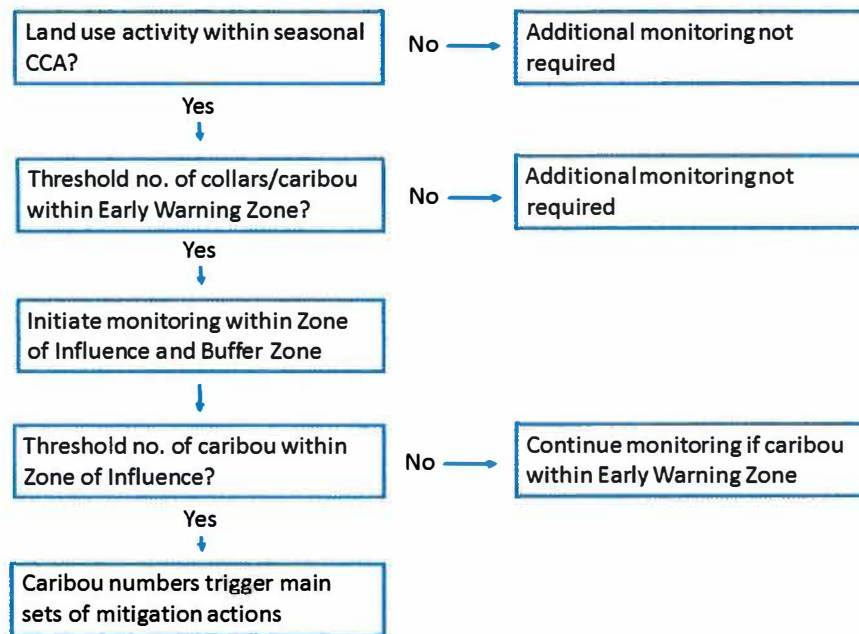 Land use activity within seasonal
CCA?
No
Additional monitoring not
required
Yes
Threshold no. of collars/caribou
within Early Warning Zone?
No
Additional monitoring not
required
Yes
Initiate monitoring within Zone
of Influence and Buffer Zone
Threshold no. of caribou within
Zone of Influence?
No
Continue monitoring if caribou
within Early Warning Zone
Yes
Caribou numbers trigger main
sets of mitigation actions